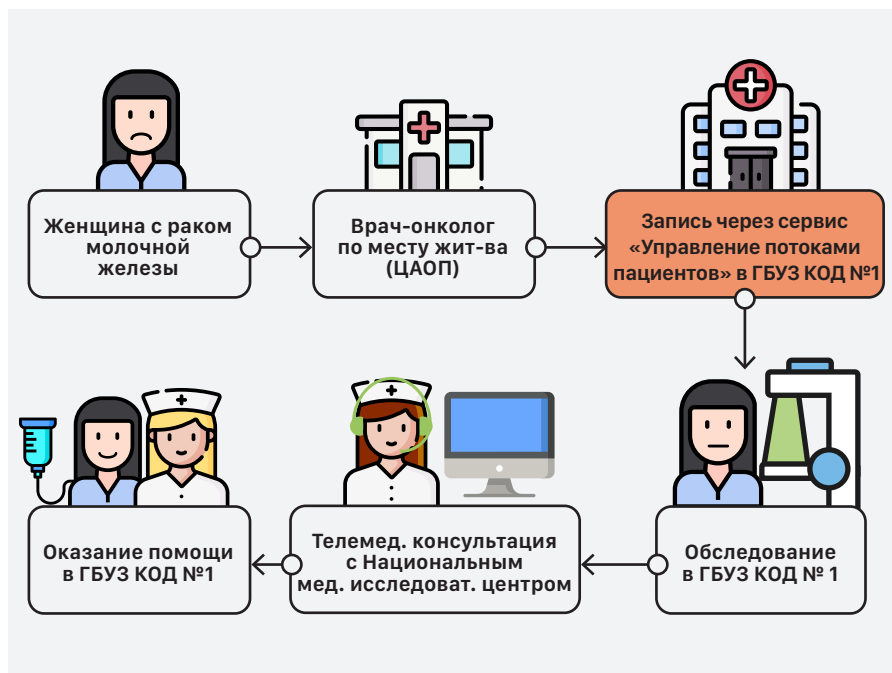 Женщина с раком
молочной
железы
Врач-онколог
по месту жит-ва
(ЦАОП)
Запись через сервис
«Управление потоками
пациентов» в ГБУЗ КОД №1
Оказание помощи
в ГБУЗ КОД №1
Телемед. консультация
с Национальным
мед. исследоват. центром
Обследование
в ГБУЗ КОД № 1